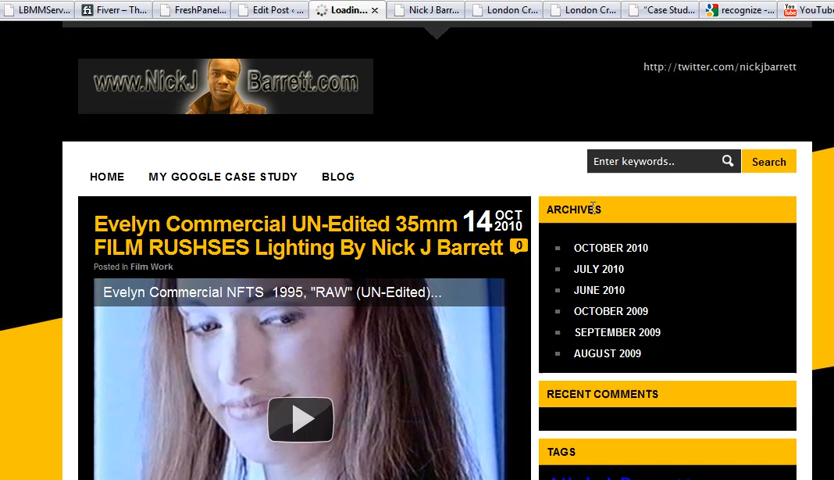 LBMMServ...
Fiverr – Th...
FreshPanel...
Edit Post ‹ ...
Loadin...
Nick J Barr...
London Cr...
London Cr...
"Case Stud...
recognize -...
YouTu
www.NickJ Barrett.com
http://twitter.com/nickjbarrett
Enter keywords..
Search
HOME
MY GOOGLE CASE STUDY
BLOG
Evelyn Commercial UN-Edited 35mm
FILM RUSHSES Lighting By Nick J Barrett
14 OCT
2010
0
Posted In Film Work
Evelyn Commercial NFTS 1995, "RAW" (UN-Edited)...
ARCHIVES
OCTOBER 2010
JULY 2010
JUNE 2010
OCTOBER 2009
SEPTEMBER 2009
AUGUST 2009
RECENT COMMENTS
TAGS